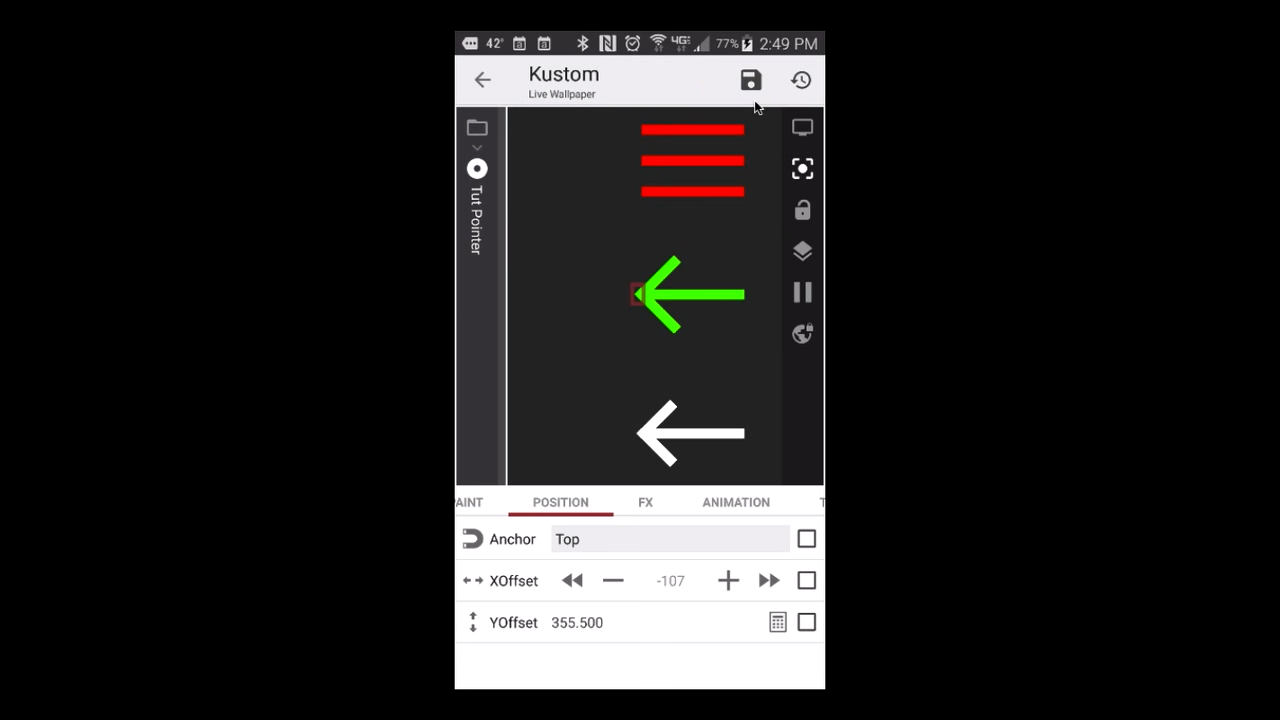 42° 4G 77% 2:49 PM
Kustom
Live Wallpaper
Tut Pointer
AINT POSITION FX ANIMATION T
Anchor Top
XOffset -107
YOffset 355.500